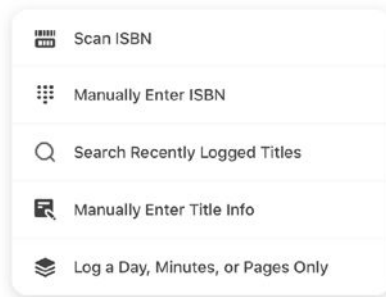 Scan ISBN
Manually Enter ISBN
Search Recently Logged Titles
Manually Enter Title Info
Log a Day, Minutes, or Pages Only